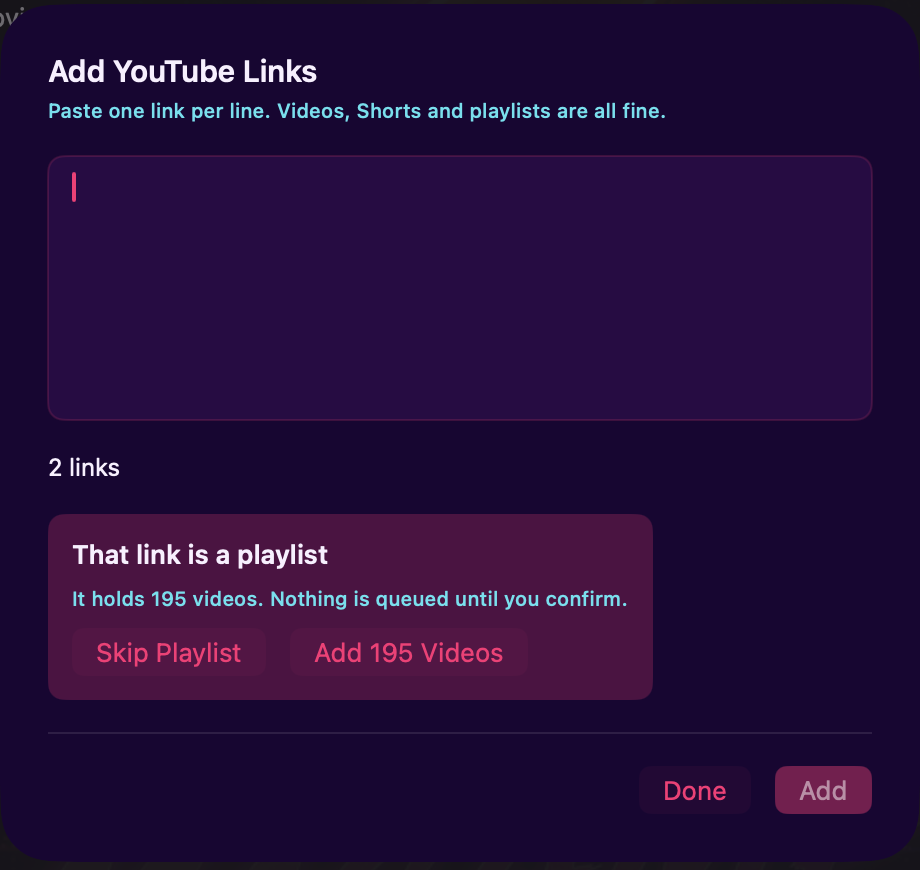 Add YouTube Links
Paste one link per line. Videos, Shorts and playlists are all fine.
2 links
That link is a playlist
It holds 195 videos. Nothing is queued until you confirm.
Skip Playlist
Add 195 Videos
Done
Add